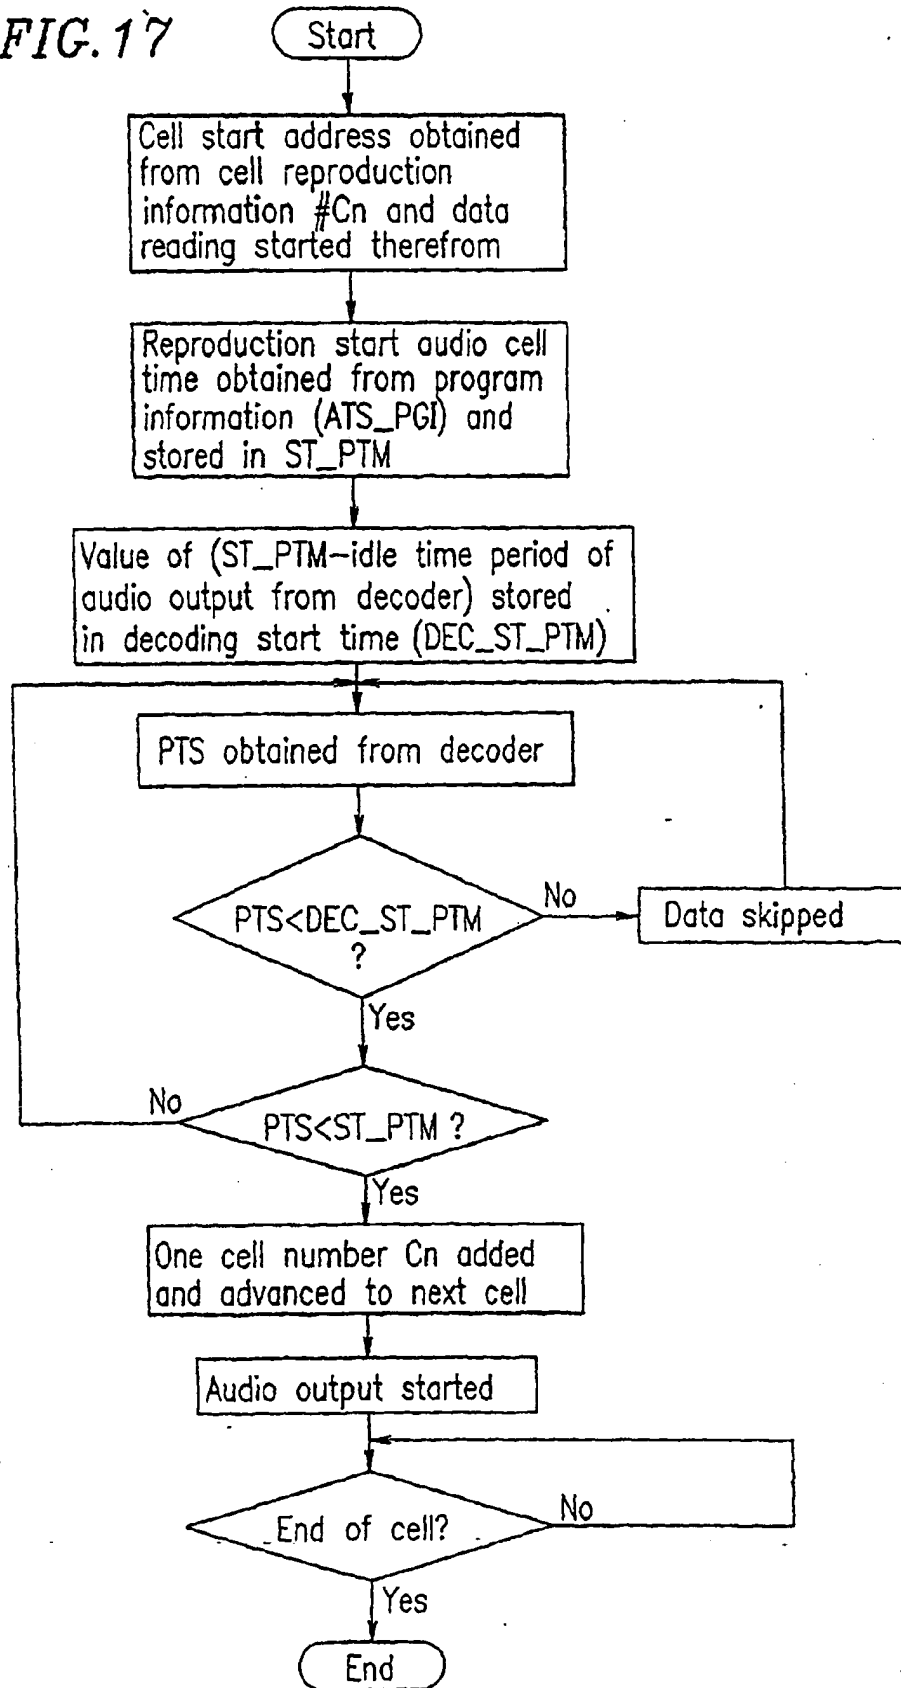 FIG.17
Start
Cell start address obtained
from cell reproduction
information #Cn and data
reading started therefrom
Reproduction start audio cell
time obtained from program
information (ATS_PGI) and
stored in ST_PTM
Value of (ST_PTM-idle time period of
audio output from decoder) stored
in decoding start time (DEC_ST_PTM)
PTS obtained from decoder
PTS<DEC_ST_PTM
?
No
Data skipped
Yes
No
PTS<ST_PTM ?
Yes
One cell number Cn added
and advanced to next cell
Audio output started
End of cell?
No
Yes
End